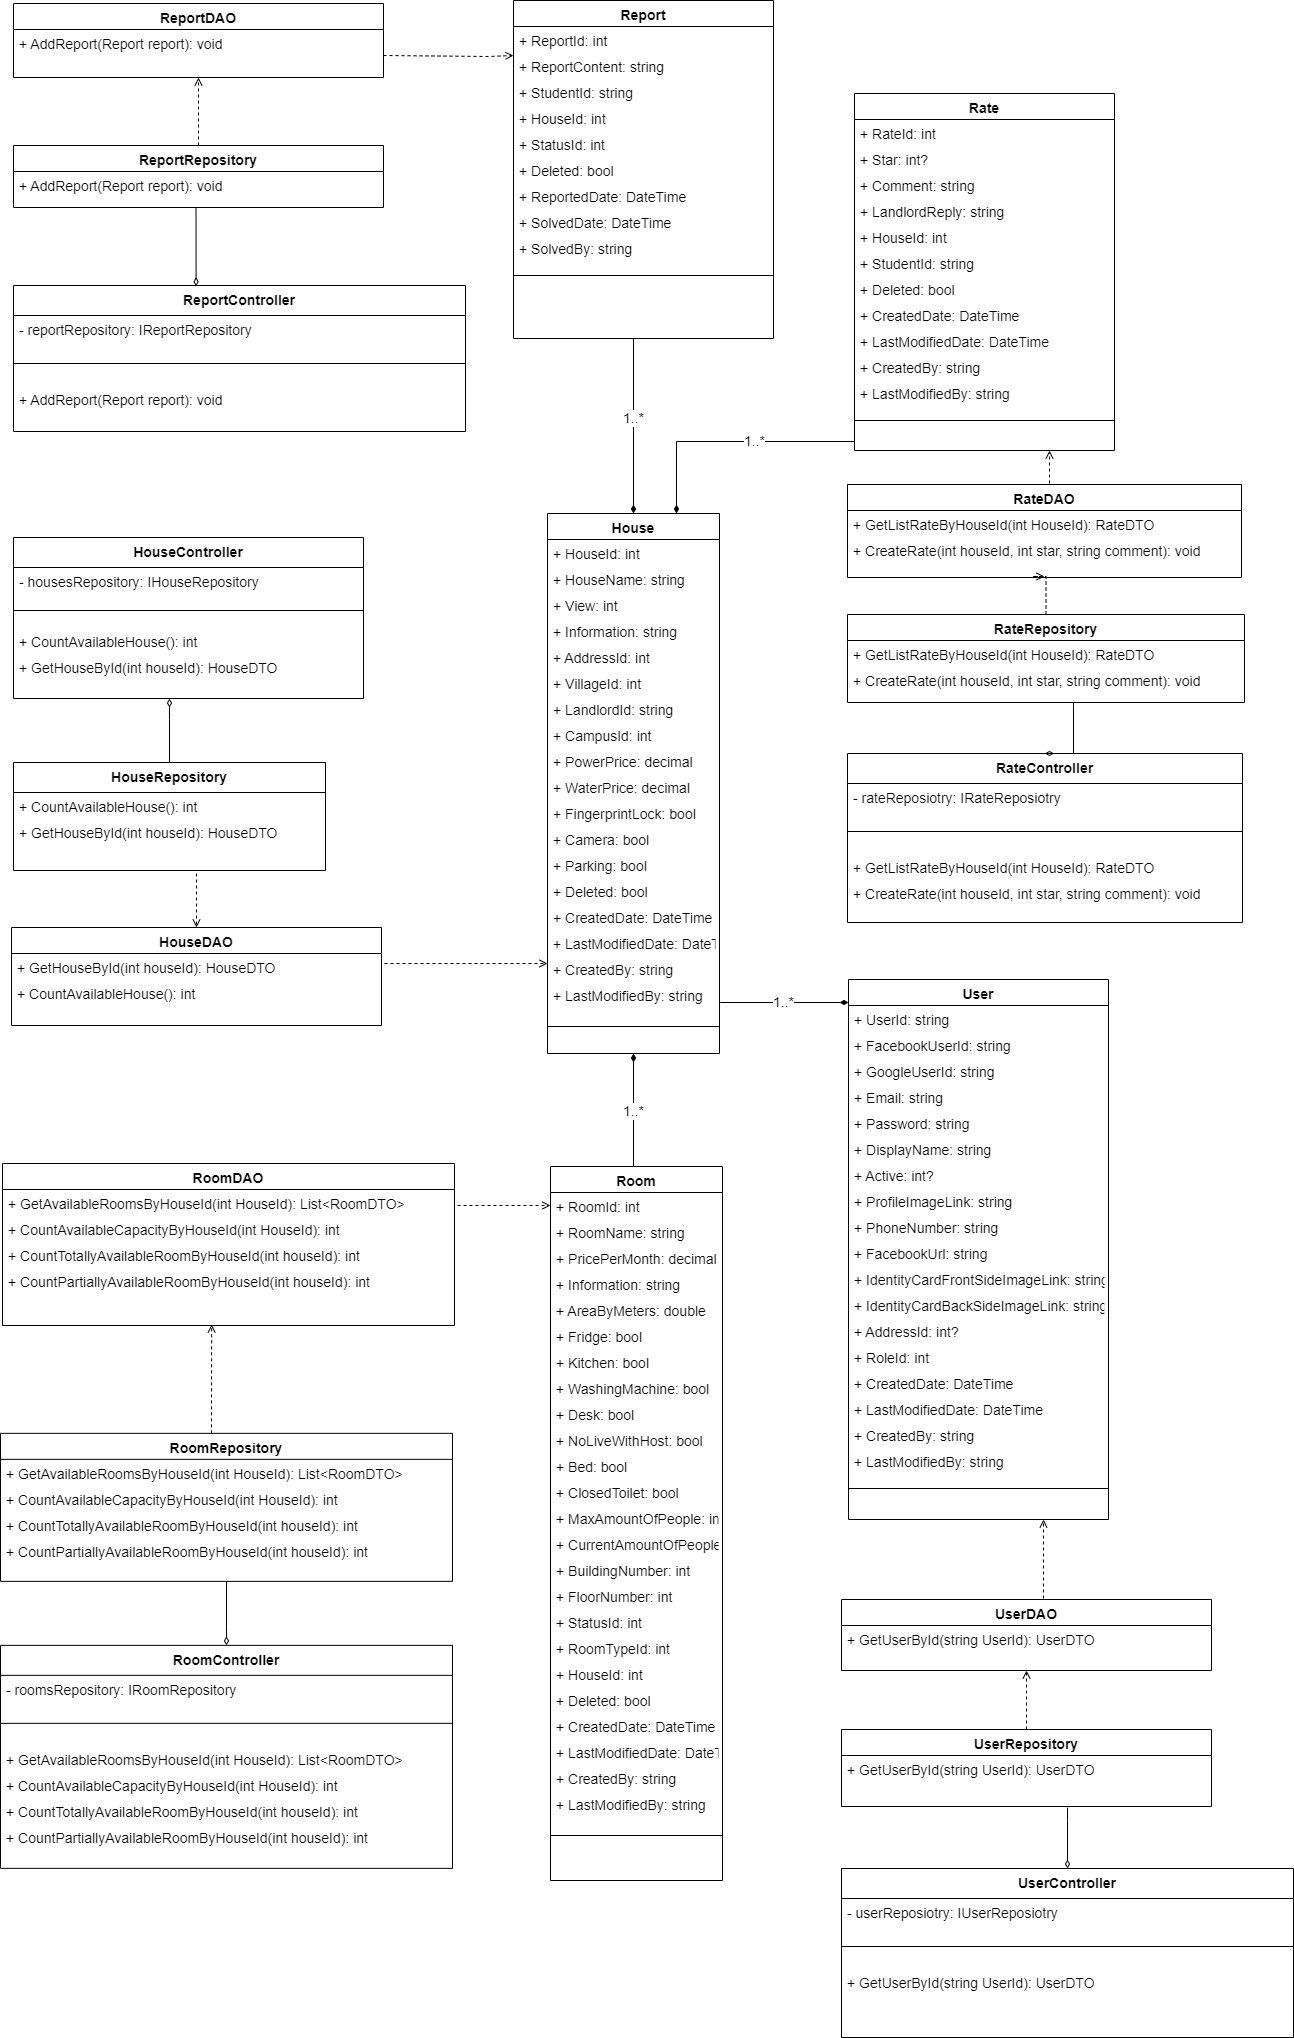 ReportDAO
+ AddReport(Report report): void
Report
+ ReportId: int
+ ReportContent: string
+ StudentId: string
+ HouseId: int
+ StatusId: int
+ Deleted: bool
+ ReportedDate: DateTime
+ SolvedDate: DateTime
+ SolvedBy: string
ReportRepository
+ AddReport(Report report): void
ReportController
- reportRepository: IReportRepository
+ AddReport(Report report): void
Rate
+ RateId: int
+ Star: int?
+ Comment: string
+ LandlordReply: string
+ HouseId: int
+ StudentId: string
+ Deleted: bool
+ CreatedDate: DateTime
+ LastModifiedDate: DateTime
+ CreatedBy: string
+ LastModifiedBy: string
1..*
1..*
RateDAO
+ GetListRateByHouseId(int HouseId): RateDTO
+ CreateRate(int houseId, int star, string comment): void
RateRepository
+ GetListRateByHouseId(int HouseId): RateDTO
+ CreateRate(int houseId, int star, string comment): void
RateController
- rateReposiotry: IRateReposiotry
+ GetListRateByHouseId(int HouseId): RateDTO
+ CreateRate(int houseId, int star, string comment): void
HouseController
- housesRepository: IHouseRepository
+ CountAvailableHouse(): int
+ GetHouseById(int houseId): HouseDTO
HouseRepository
+ CountAvailableHouse(): int
+ GetHouseById(int houseId): HouseDTO
HouseDAO
+ GetHouseById(int houseId): HouseDTO
+ CountAvailableHouse(): int
House
+ HouseId: int
+ HouseName: string
+ View: int
+ Information: string
+ AddressId: int
+ VillageId: int
+ LandlordId: string
+ CampusId: int
+ PowerPrice: decimal
+ WaterPrice: decimal
+ FingerprintLock: bool
+ Camera: bool
+ Parking: bool
+ Deleted: bool
+ CreatedDate: DateTime
+ LastModifiedDate: DateT
+ CreatedBy: string
+ LastModifiedBy: string
1..*
1..*
User
+ UserId: string
+ FacebookUserId: string
+ GoogleUserId: string
+ Email: string
+ Password: string
+ DisplayName: string
+ Active: int?
+ ProfileImageLink: string
+ PhoneNumber: string
+ FacebookUrl: string
+ IdentityCardFrontSideImageLink: string
+ IdentityCardBackSideImageLink: string
+ AddressId: int?
+ RoleId: int
+ CreatedDate: DateTime
+ LastModifiedDate: DateTime
+ CreatedBy: string
+ LastModifiedBy: string
RoomDAO
+ GetAvailableRoomsByHouseId(int HouseId): List<RoomDTO>
+ CountAvailableCapacityByHouseId(int HouseId): int
+ CountTotallyAvailableRoomByHouseId(int houseId): int
+ CountPartiallyAvailableRoomByHouseId(int houseId): int
RoomRepository
+ GetAvailableRoomsByHouseId(int HouseId): List<RoomDTO>
+ CountAvailableCapacityByHouseId(int HouseId): int
+ CountTotallyAvailableRoomByHouseId(int houseId): int
+ CountPartiallyAvailableRoomByHouseId(int houseId): int
RoomController
- roomsRepository: IRoomRepository
+ GetAvailableRoomsByHouseId(int HouseId): List<RoomDTO>
+ CountAvailableCapacityByHouseId(int HouseId): int
+ CountTotallyAvailableRoomByHouseId(int houseId): int
+ CountPartiallyAvailableRoomByHouseId(int houseId): int
Room
+ RoomId: int
+ RoomName: string
+ PricePerMonth: decimal
+ Information: string
+ AreaByMeters: double
+ Fridge: bool
+ Kitchen: bool
+ WashingMachine: bool
+ Desk: bool
+ NoLiveWithHost: bool
+ Bed: bool
+ ClosedToilet: bool
+ MaxAmountOfPeople: in
+ CurrentAmountOfPeople
+ BuildingNumber: int
+ FloorNumber: int
+ StatusId: int
+ RoomTypeId: int
+ HouseId: int
+ Deleted: bool
+ CreatedDate: DateTime
+ LastModifiedDate: DateT
+ CreatedBy: string
+ LastModifiedBy: string
UserDAO
+ GetUserById(string UserId): UserDTO
UserRepository
+ GetUserById(string UserId): UserDTO
UserController
- userReposiotry: IUserReposiotry
+ GetUserById(string UserId): UserDTO